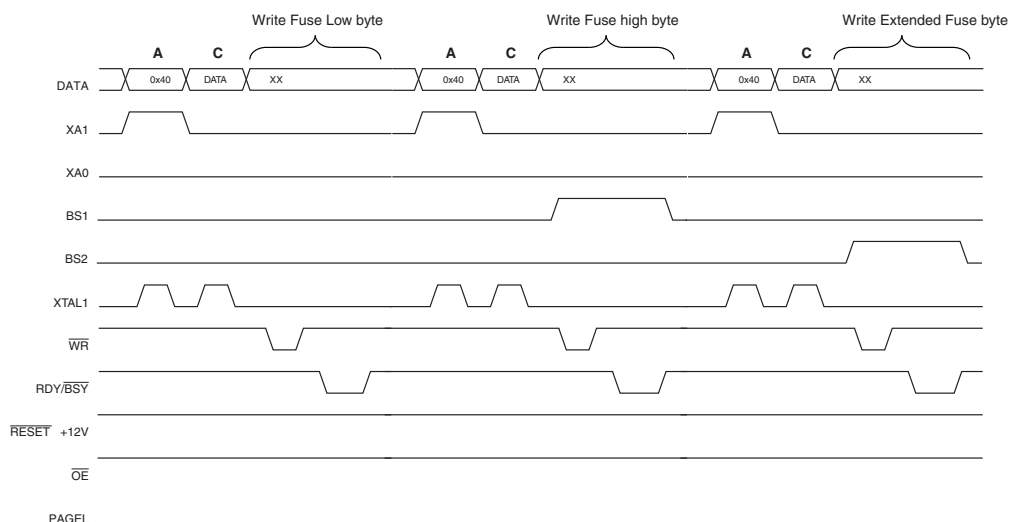 Write Fuse Low byte Write Fuse high byte Write Extended Fuse byte
A C A C A C
DATA 0x40 DATA XX 0x40 DATA XX 0x40 DATA XX
XA1
XA0
BS1
BS2
XTAL1
WR
RDY/BSY
RESET +12V
OE
PAGEL